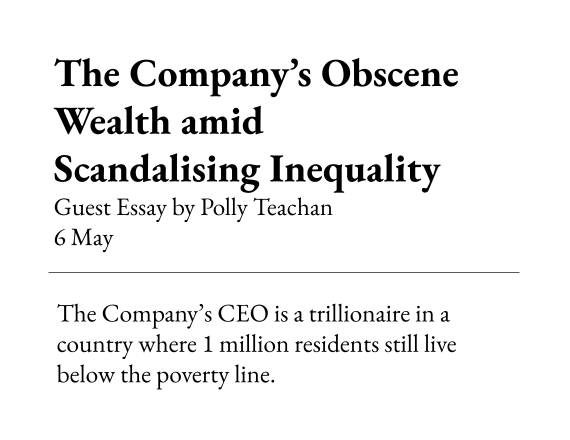 The Company’s Obscene
Wealth amid
Scandalising Inequality
Guest Essay by Polly Teachan
6 May
The Company’s CEO is a trillionaire in a
country where 1 million residents still live
below the poverty line.